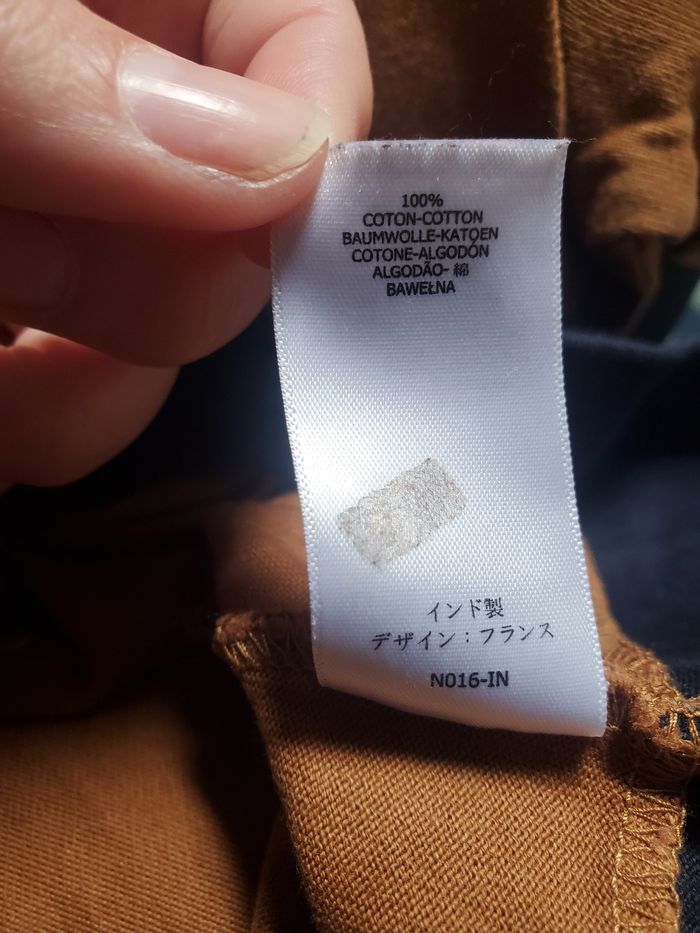 100%
COTON-COTTON
BAUMWOLLE-KATOEN
COTONE-ALGODÓN
ALGODÃO- 綿
BAWEŁNA
インド製
デザイン：フランス
N016-IN